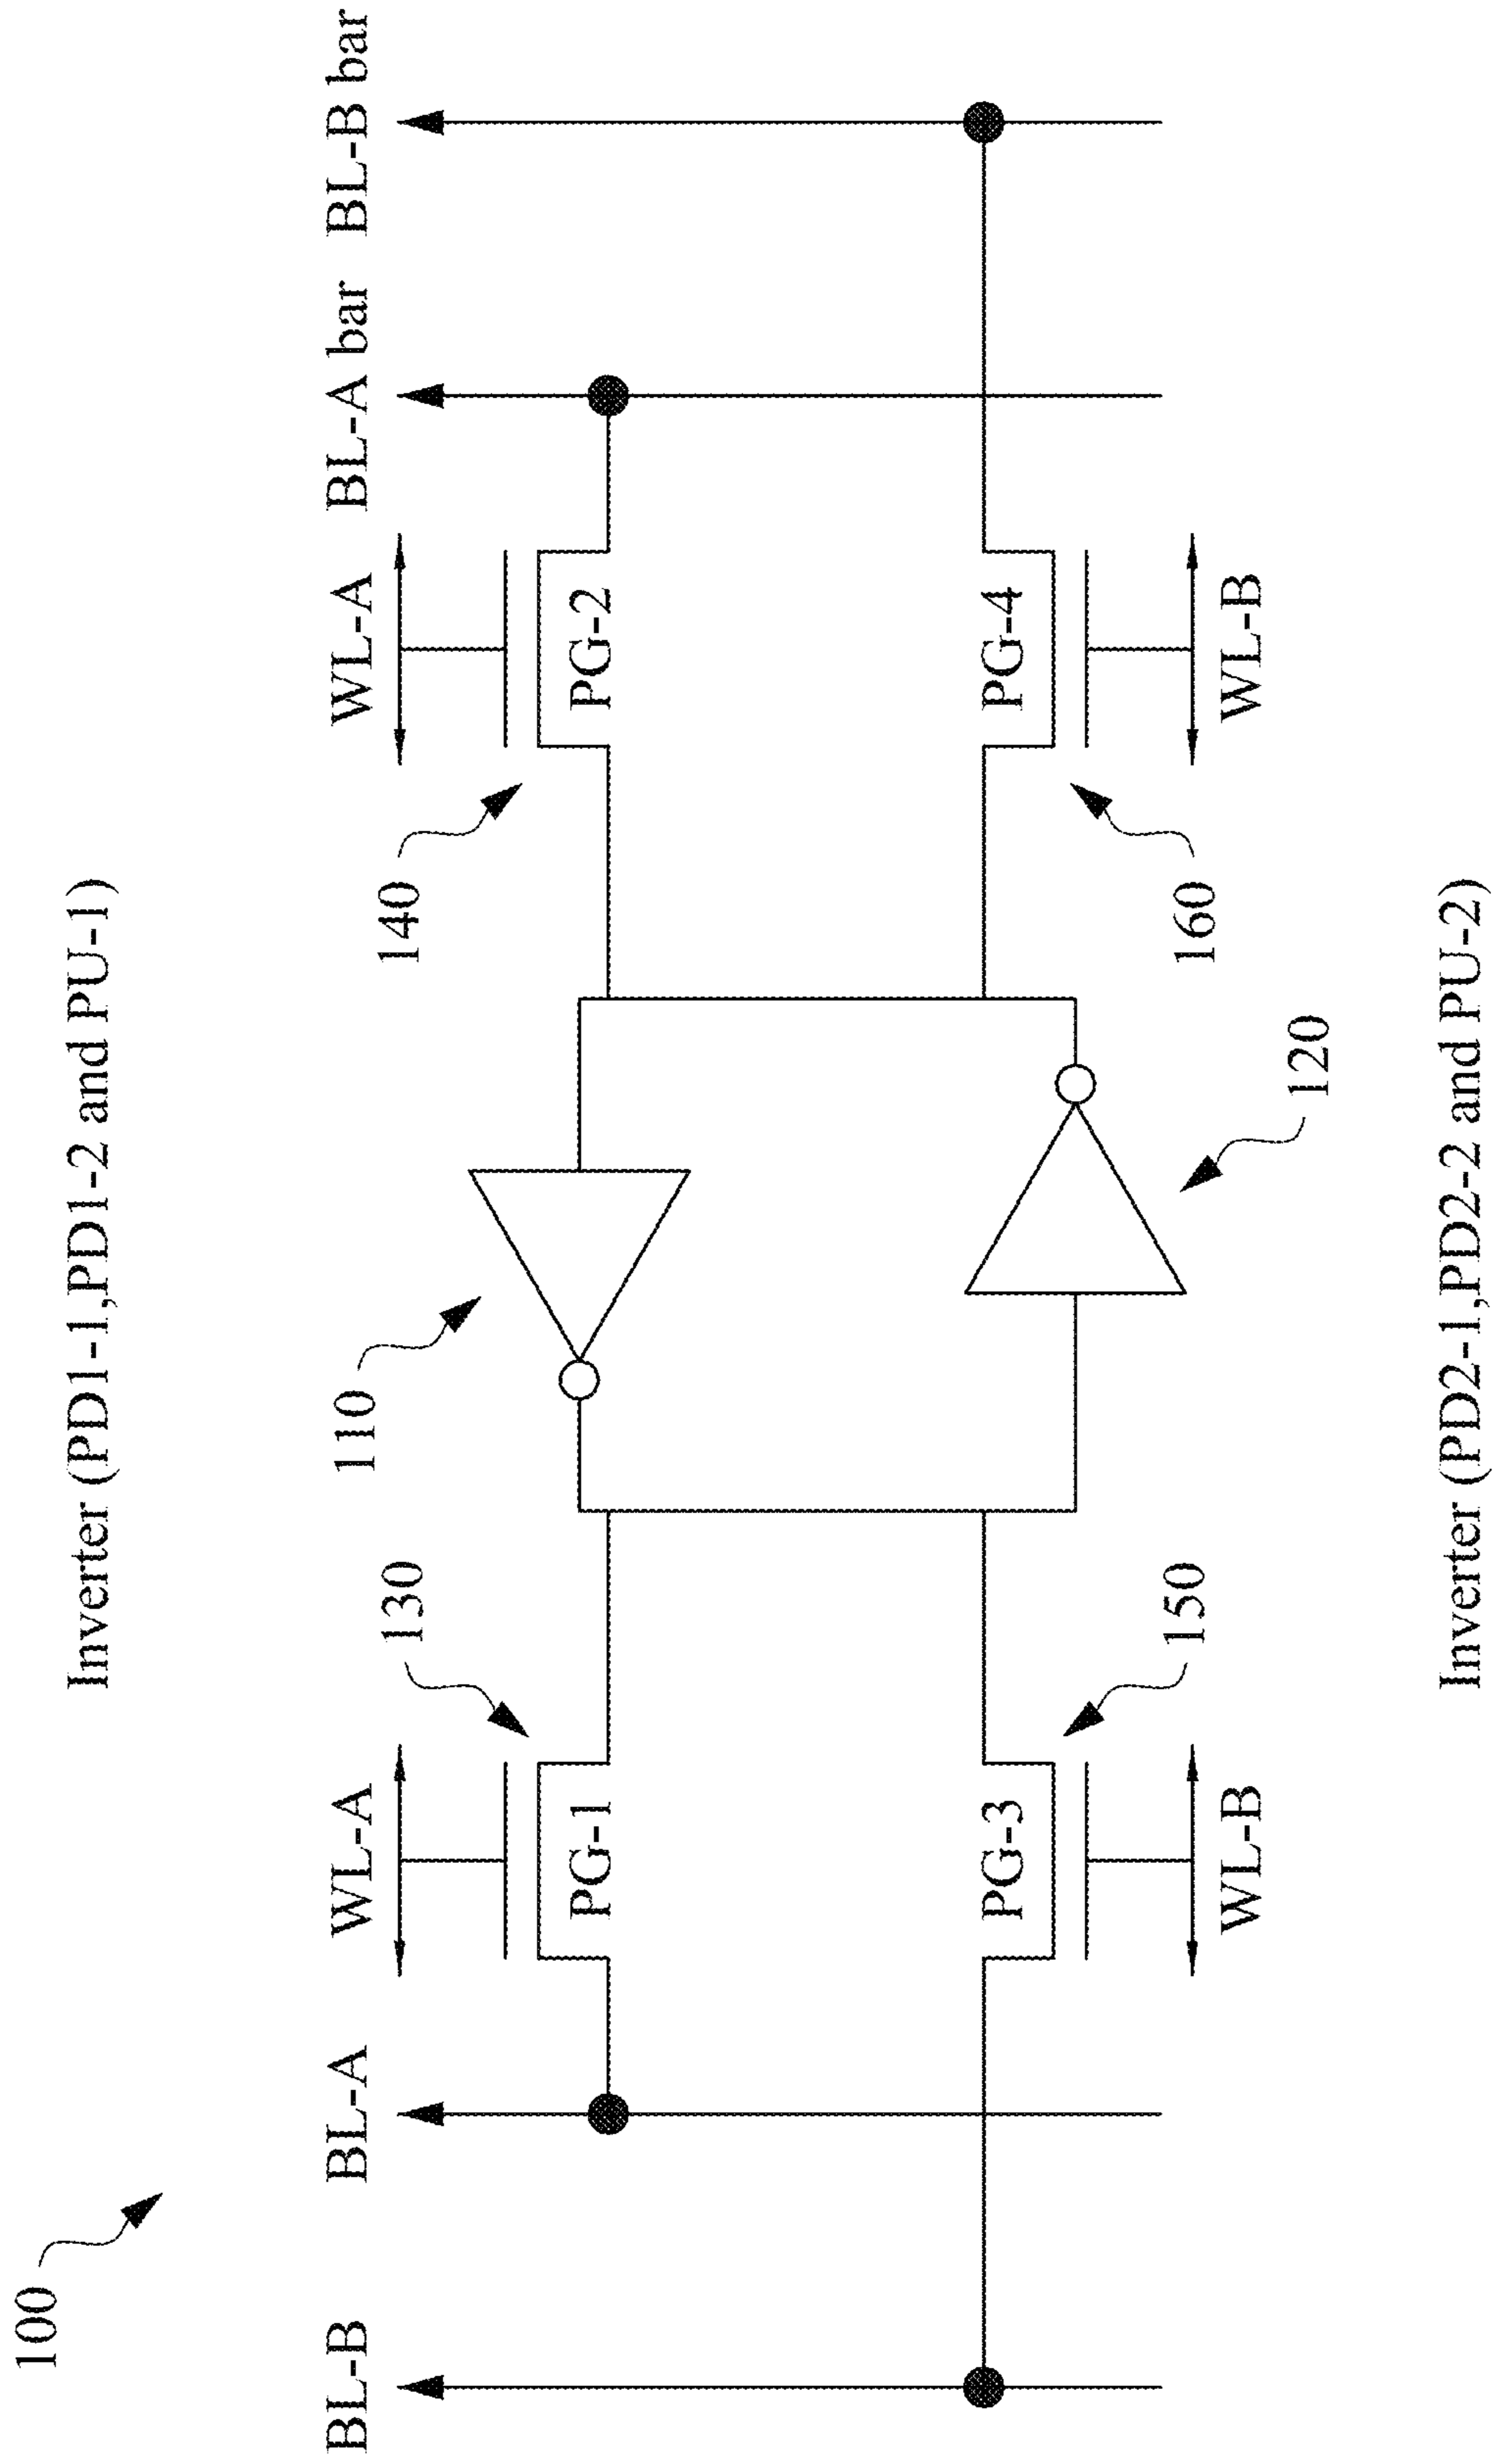 100
Inverter (PD1-1,PD1-2 and PU-1)
BL-B
BL-A
WL-A
WL-A
BL-A bar
BL-B bar
130
110
140
PG-1
PG-2
PG-3
PG-4
150
120
160
WL-B
WL-B
Inverter (PD2-1,PD2-2 and PU-2)